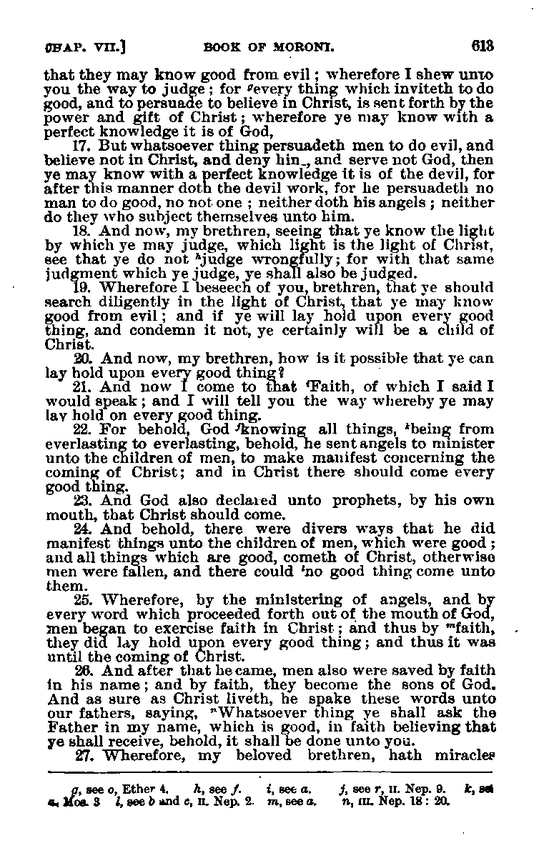 CHAP. VII.] BOOK OF MORONI. 613
that they may know good from evil; wherefore I shew unto
you the way to judge; for gevery thing which inviteth to do
good, and to persuade to believe in Christ, is sent forth by the
power and gift of Christ; wherefore ye may know with a
perfect knowledge it is of God,
17. But whatsoever thing persuadeth men to do evil, and
believe not in Christ, and deny him, and serve not God, then
ye may know with a perfect knowledge it is of the devil, for
after this manner doth the devil work, for he persuadeth no
man to do good, no not one; neither doth his angels; neither
do they who subject themselves unto him.
18. And now, my brethren, seeing that ye know the light
by which ye may judge, which light is the light of Christ,
see that ye do not hjudge wrongfully; for with that same
judgment which ye judge, ye shall also be judged.
19. Wherefore I beseech of you, brethren, that ye should
search diligently in the light of Christ, that ye may know
good from evil; and if ye will lay hold upon every good
thing, and condemn it not, ye certainly will be a child of
Christ.
20. And now, my brethren, how is it possible that ye can
lay hold upon every good thing?
21. And now I come to that iFaith, of which I said I
would speak; and I will tell you the way whereby ye may
lay hold on every good thing.
22. For behold, God jknowing all things, kbeing from
everlasting to everlasting, behold, he sent angels to minister
unto the children of men, to make manifest concerning the
coming of Christ; and in Christ there should come every
good thing.
23. And God also declared unto prophets, by his own
mouth, that Christ should come.
24. And behold, there were divers ways that he did
manifest things unto the children of men, which were good;
and all things which are good, cometh of Christ, otherwise
men were fallen, and there could lno good thing come unto
them.
25. Wherefore, by the ministering of angels, and by
every word which proceeded forth out of the mouth of God,
men began to exercise faith in Christ; and thus by mfaith,
they did lay hold upon every good thing; and thus it was
until the coming of Christ.
26. And after that he came, men also were saved by faith
in his name; and by faith, they become the sons of God.
And as sure as Christ liveth, he spake these words unto
our fathers, saying, nWhatsoever thing ye shall ask the
Father in my name, which is good, in faith believing that
ye shall receive, behold, it shall be done unto you.
27. Wherefore, my beloved brethren, hath miracles
g, see o, Ether 4. h, see f. i, see a. j, see r, II. Nep. 9. k, see
a, Mos. 3 l, see b and c, II. Nep. 2. m, see a. n, III. Nep. 18: 20.